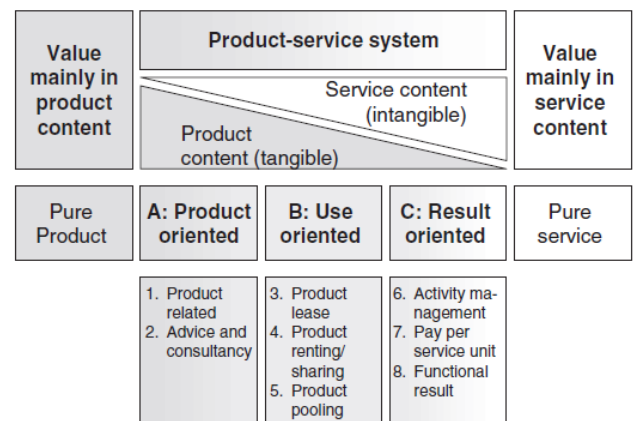 Value
mainly in
product
content
Product-service system
Service content
(intangible)
Product
content (tangible)
Value
mainly in
service
content
Pure
Product
A: Product
oriented
B: Use
oriented
C: Result
oriented
Pure
service
1. Product
related
2. Advice and
consultancy
3. Product
lease
4. Product
renting/
sharing
5. Product
pooling
6. Activity ma-
nagement
7. Pay per
service unit
8. Functional
result